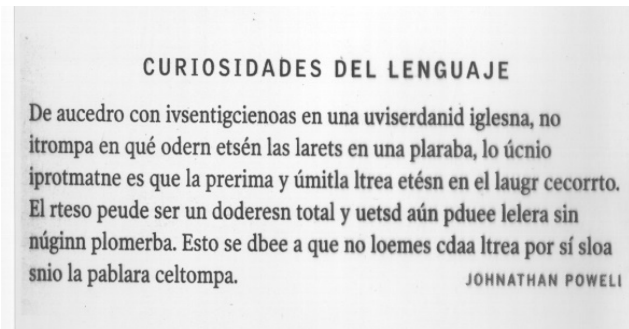 CURIOSIDADES DEL LENGUAJE
De aucedro con ivsentigcienoas en una uviserdanid iglesna, no
itrompa en qué odern etsén las larets en una plaraba, lo úcnio
iprotmatne es que la prerima y úmitla ltrea etésn en el laugr cecorrto.
El rteso peude ser un doderesn total y uetsd aún pduee lelera sin
núginn plomerba. Esto se dbee a que no loemes cdaa ltrea por sí sloa
snio la pablara celtompa.
JOHNATHAN POWELL